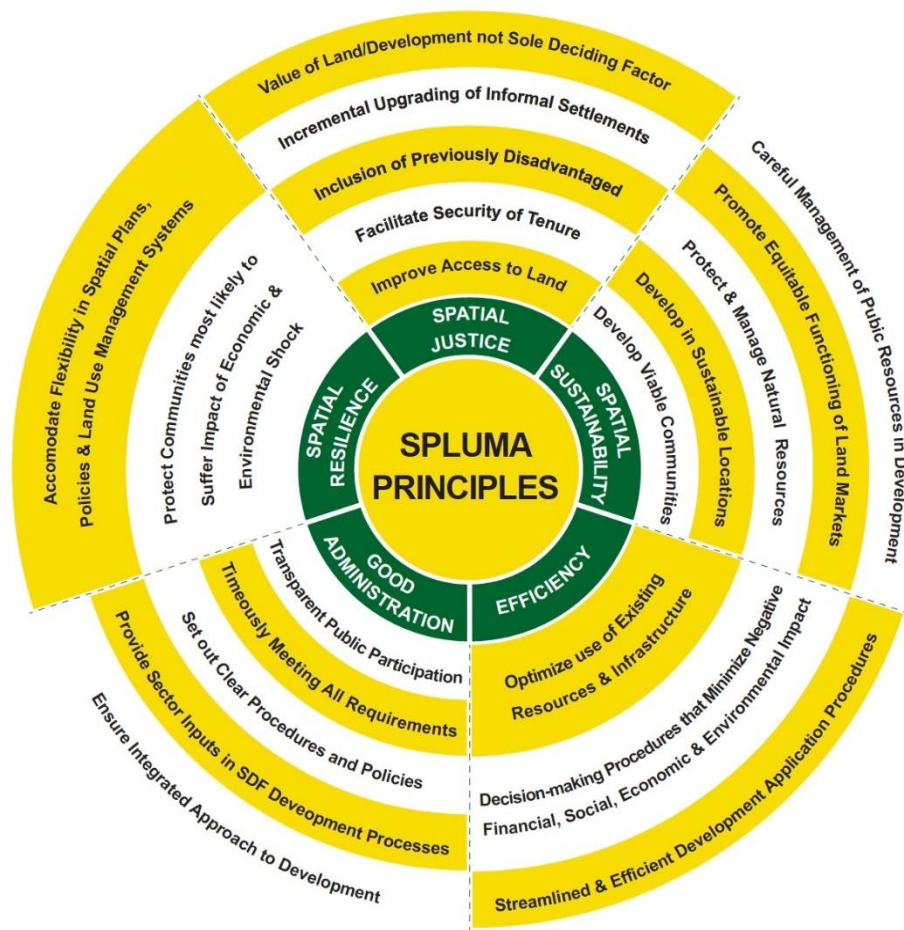 SPLUMA
PRINCIPLES
SPATIAL
JUSTICE
Value of Land/Development not Sole Deciding Factor
Incremental Upgrading of Informal Settlements
Inclusion of Previously Disadvantaged
Facilitate Security of Tenure
Improve Access to Land
SPATIAL
SUSTAINABILITY
Develop Viable Communities
Develop in Sustainable Locations
Protect & Manage Natural Resources
Promote Equitable Functioning of Land Markets
Careful Management of Pubic Resources in Development
EFFICIENCY
Optimize use of Existing
Resources & Infrastructure
Decision-making Procedures that Minimize Negative
Financial, Social, Economic & Environmental Impact
Streamlined & Efficient Development Application Procedures
GOOD
ADMINISTRATION
Transparent Public Participation
Timeously Meeting All Requirements
Set out Clear Procedures and Policies
Provide Sector Inputs in SDF Deveopment Processes
Ensure Integrated Approach to Development
SPATIAL
RESILIENCE
Accomodate Flexibility in Spatial Plans,
Policies & Land Use Management Systems
Protect Communities most likely to
Suffer Impact of Economic &
Environmental Shock